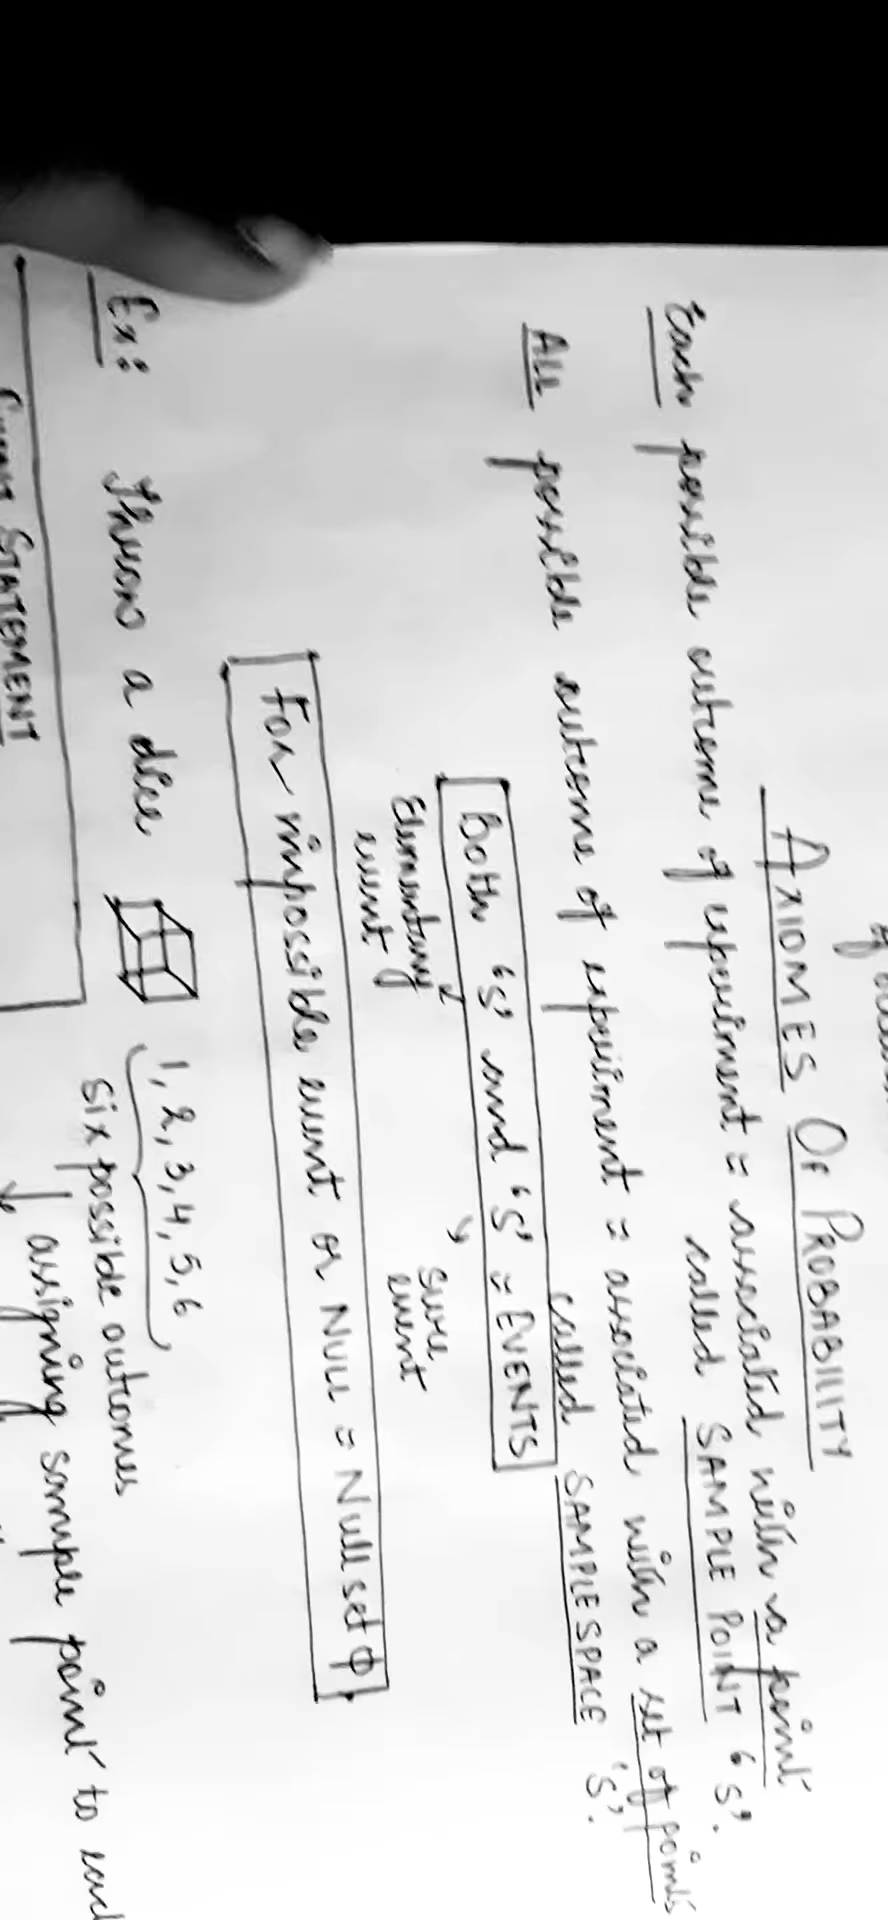 AXIOMES OF PROBABILITY
Each possible outcome of experiment = associated with a point
called SAMPLE POINT 's'.
All possible outcome of experiment = associated with a set of points
called SAMPLE SPACE 'S'.
Both 's' and 'S' = EVENTS
Elementary event
sure event
For impossible event or NULL = Null set φ
Ex: Throw a dice 1, 2, 3, 4, 5, 6
six possible outcomes
assigning sample point to each
STATEMENT